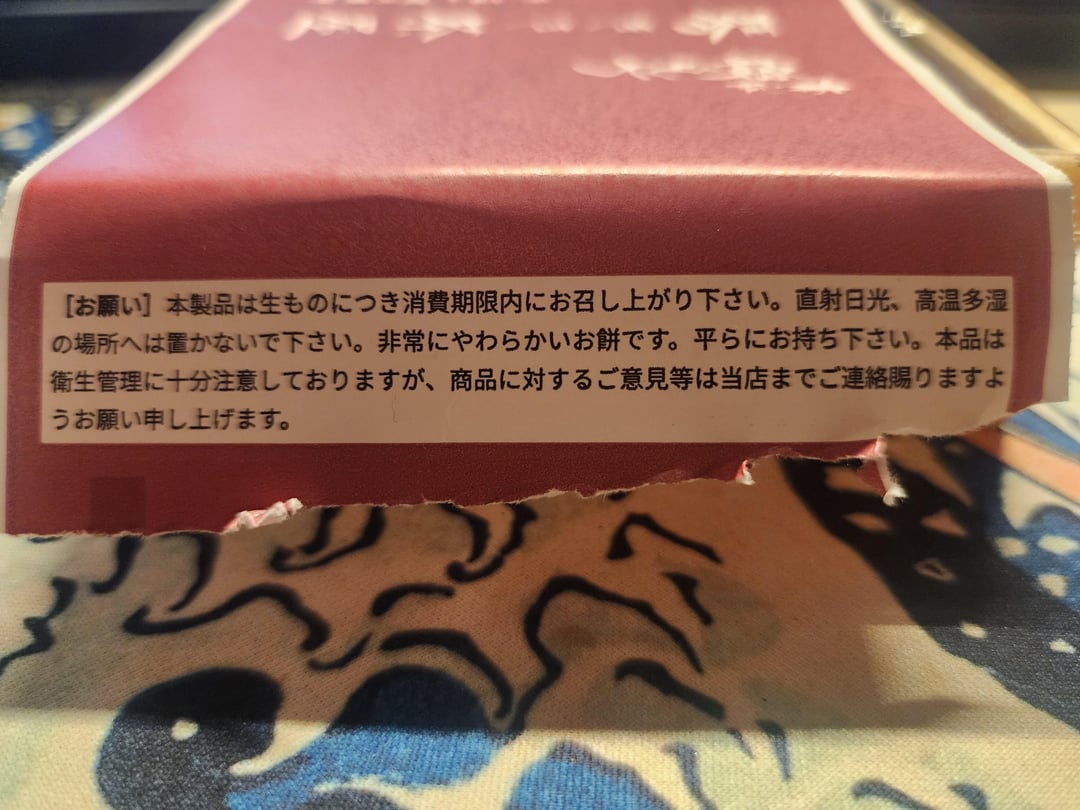 ［お願い］本製品は生ものにつき消費期限内にお召し上がり下さい。直射日光、高温多湿
の場所へは置かないで下さい。非常にやわらかいお餅です。平らにお持ち下さい。本品は
衛生管理に十分注意しておりますが、商品に対するご意見等は当店までご連絡賜りますよ
うお願い申し上げます。